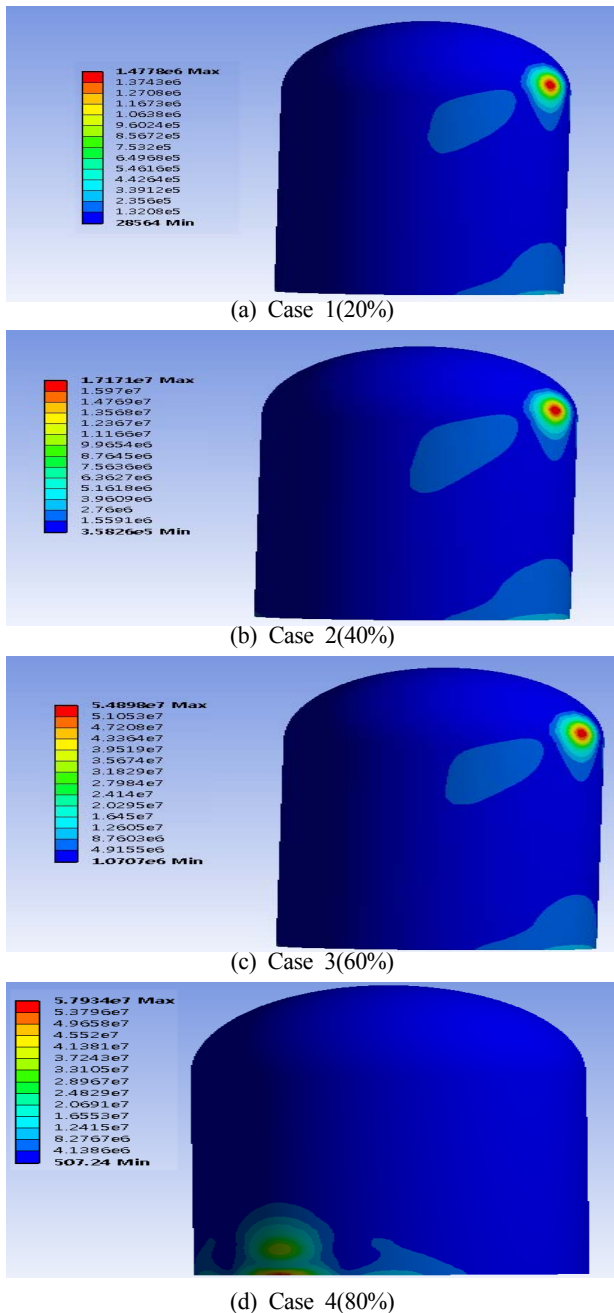 1.4778e6 Max
1.3743e6
1.2708e6
1.1673e6
1.0638e6
9.6024e5
8.5672e5
7.532e5
6.4968e5
5.4616e5
4.4264e5
3.3912e5
2.356e5
1.3208e5
28564 Min
(a) Case 1(20%)
1.7171e7 Max
1.597e7
1.4769e7
1.3568e7
1.2367e7
1.1166e7
9.9654e6
8.7645e6
7.5636e6
6.3627e6
5.1618e6
3.9609e6
2.76e6
1.5591e6
3.5826e5 Min
(b) Case 2(40%)
5.4898e7 Max
5.1053e7
4.7208e7
4.3364e7
3.9519e7
3.5674e7
3.1829e7
2.7984e7
2.414e7
2.0295e7
1.645e7
1.2605e7
8.7603e6
4.9155e6
1.0707e6 Min
(c) Case 3(60%)
5.7934e7 Max
5.3796e7
4.9658e7
4.552e7
4.1381e7
3.7243e7
3.3105e7
2.8967e7
2.4829e7
2.0691e7
1.6553e7
1.2415e7
8.2767e6
4.1386e6
507.24 Min
(d) Case 4(80%)